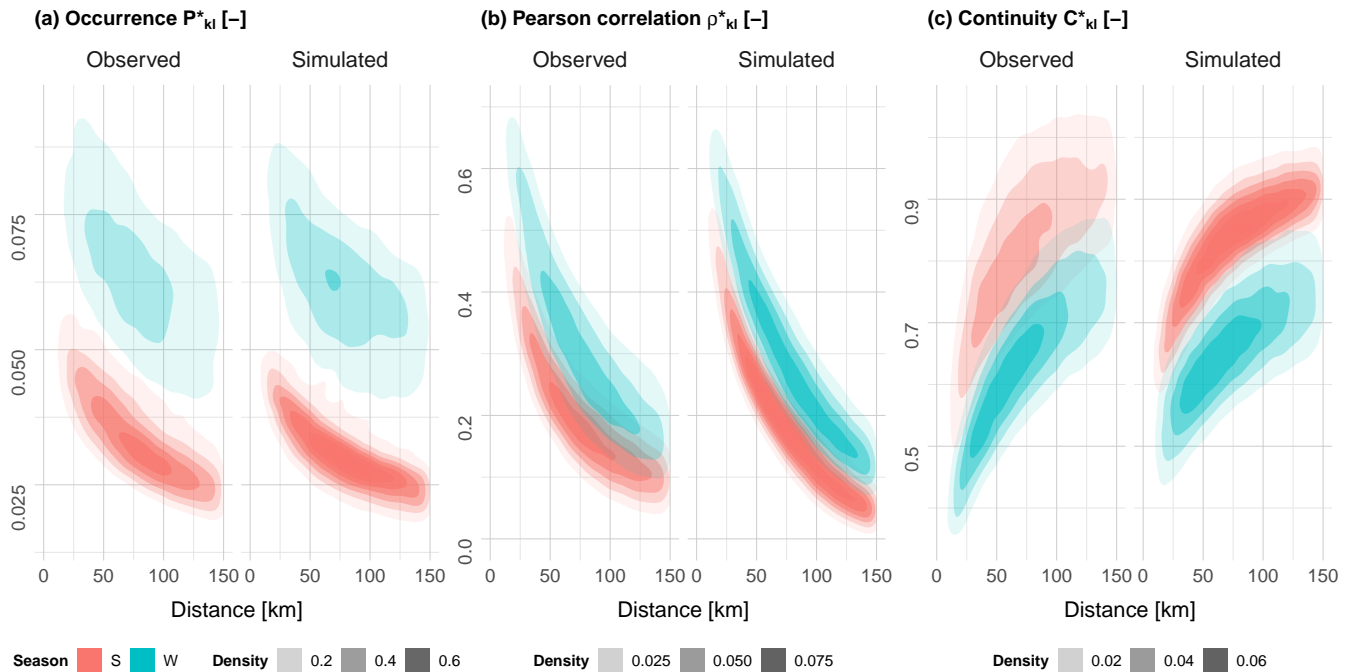 (a) Occurrence P*kl [–]
Observed Simulated
0.075
0.050
0.025
0 50 100 150 0 50 100 150
Distance [km]
(b) Pearson correlation ρ*kl [–]
Observed Simulated
0.6
0.4
0.2
0.0
0 50 100 150 0 50 100 150
Distance [km]
(c) Continuity C*kl [–]
Observed Simulated
0.9
0.7
0.5
0 50 100 150 0 50 100 150
Distance [km]
Season S W Density 0.2 0.4 0.6
Density 0.025 0.050 0.075
Density 0.02 0.04 0.06